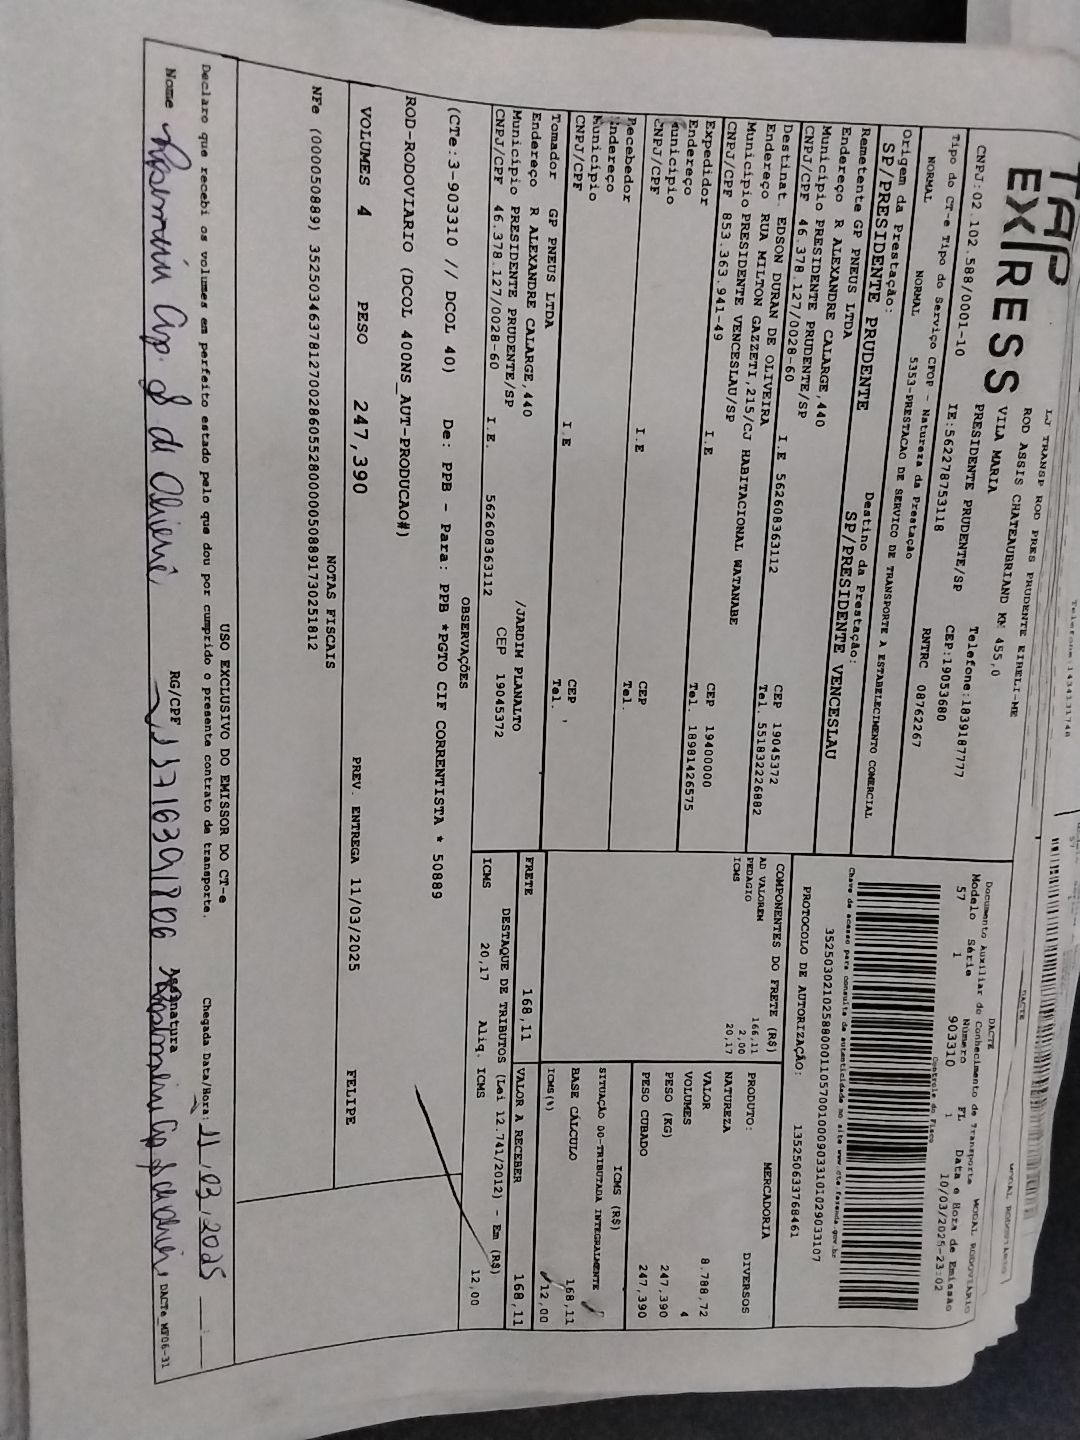 TAP
EX/RESS
LJ TRANSP ROD PRES PRUDENTE EIRELI-ME
ROD ASSIS CHATEAUBRIAND KM 455,0
VILA MARIA
PRESIDENTE PRUDENTE/SP CEP:19053680
CNPJ:02.102.588/0001-10 IE:562278753118 Telefone:1839187777
Tipo do CT-e Tipo do Serviço CFOP - Natureza da Prestação RNTRC 08762267
NORMAL NORMAL 5353-PRESTACAO DE SERVICO DE TRANSPORTE A ESTABELECIMENTO COMERCIAL
Origem da Prestação: Destino da Prestação:
SP/PRESIDENTE PRUDENTE SP/PRESIDENTE VENCESLAU
Remetente GP PNEUS LTDA
Endereço R ALEXANDRE CALARGE,440
Município PRESIDENTE PRUDENTE/SP CEP 19045372
CNPJ/CPF 46.378.127/0028-60 I.E 562608363112 Tel. 551832226882
Destinat. EDSON DURAN DE OLIVEIRA
Endereço RUA MILTON GAZZETI,215/CJ HABITACIONAL WATANABE
Município PRESIDENTE VENCESLAU/SP CEP 19400000
CNPJ/CPF 853.363.941-49 I.E Tel. 18981426575
Expedidor
Endereço
Município CEP
CNPJ/CPF I.E Tel.
Recebedor
Endereço
Município CEP
CNPJ/CPF I.E Tel.
Tomador GP PNEUS LTDA
Endereço R ALEXANDRE CALARGE,440 /JARDIM PLANALTO
Município PRESIDENTE PRUDENTE/SP CEP 19045372
CNPJ/CPF 46.378.127/0028-60 I.E. 562608363112
DACTE
Documento Auxiliar do Conhecimento de Transporte MODAL RODOVIÁRIO
Modelo Série Número FL Data e Hora de Emissão
57 1 903310 1 10/03/2025-23:02
Controle do Fisco
35250302102588000110570010009033101029033107
Chave de acesso para consulta de autenticidade no site www.cte.fazenda.gov.br
PROTOCOLO DE AUTORIZAÇÃO: 135250633768461
COMPONENTES DO FRETE (R$)
AD VALOREM 166,11
PEDAGIO 2,00
ICMS 20,17
MERCADORIA
PRODUTO: DIVERSOS
NATUREZA
VALOR 8.788,72
VOLUMES 4
PESO (KG) 247,390
PESO CUBADO 247,390
ICMS (R$)
SITUAÇÃO 00-TRIBUTADA INTEGRALMENTE
BASE CÁLCULO 168,11
ICMS(%) 12,00
FRETE 168,11 VALOR A RECEBER 168,11
DESTAQUE DE TRIBUTOS (Lei 12.741/2012) - Em (R$)
ICMS 20,17 Aliq. ICMS 12,00
OBSERVAÇÕES
(CTe:3-903310 // DCOL 40) De: PPB - Para: PPB *PGTO CIF CORRENTISTA * 50889
ROD-RODOVIARIO (DCOL 400NS_AUT-PRODUCAO#)
VOLUMES 4 PESO 247,390 PREV. ENTREGA 11/03/2025 FELIPE
NOTAS FISCAIS
NFe (000050889) 35250346378127002860552800000508891730251812
USO EXCLUSIVO DO EMISSOR DO CT-e
Declaro que recebi os volumes em perfeito estado pelo que dou por cumprido o presente contrato de transporte. Chegada Data/Hora: 11,03,2025
Nome RG/CPF Assinatura
DACTe_MT06-31